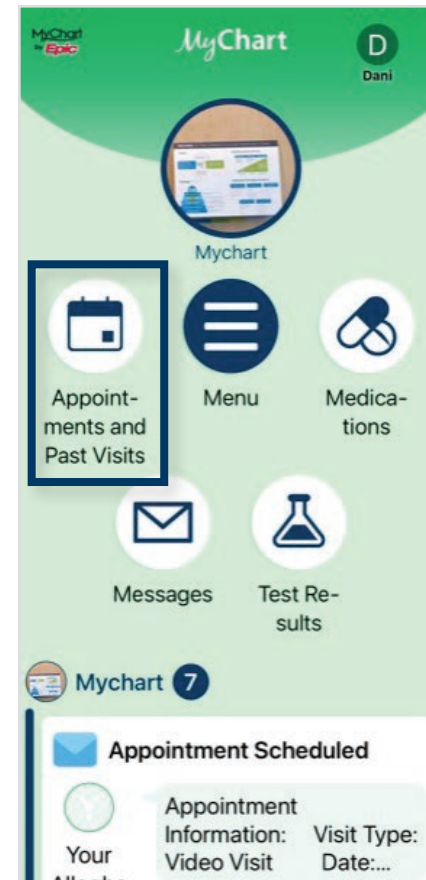 MyChart
by Epic
MyChart
D
Dani
Mychart
Appoint-
ments and
Past Visits
Menu
Medica-
tions
Messages
Test Re-
sults
Mychart 7
Appointment Scheduled
Appointment
Information: Visit Type:
Video Visit Date:...
Your